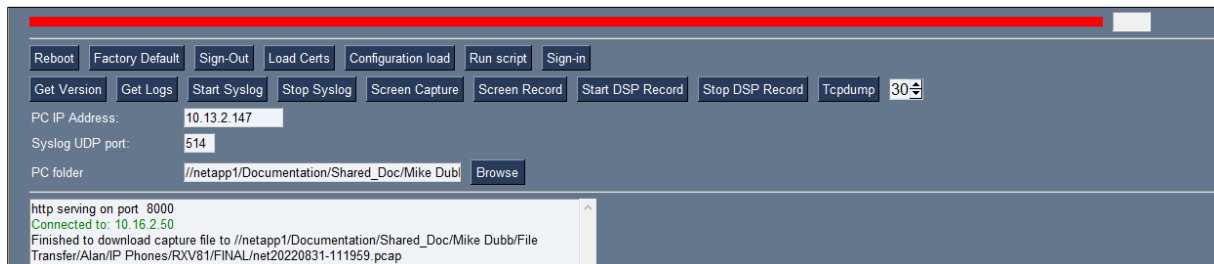 Reboot Factory Default Sign-Out Load Certs Configuration load Run script Sign-in
Get Version Get Logs Start Syslog Stop Syslog Screen Capture Screen Record Start DSP Record Stop DSP Record Tcpdump 30
PC IP Address: 10.13.2.147
Syslog UDP port: 514
PC folder //netapp1/Documentation/Shared_Doc/Mike Dubl Browse
http serving on port 8000
Connected to: 10.16.2.50
Finished to download capture file to //netapp1/Documentation/Shared_Doc/Mike Dubb/File
Transfer/Alan/IP Phones/RXV81/FINAL/net20220831-111959.pcap